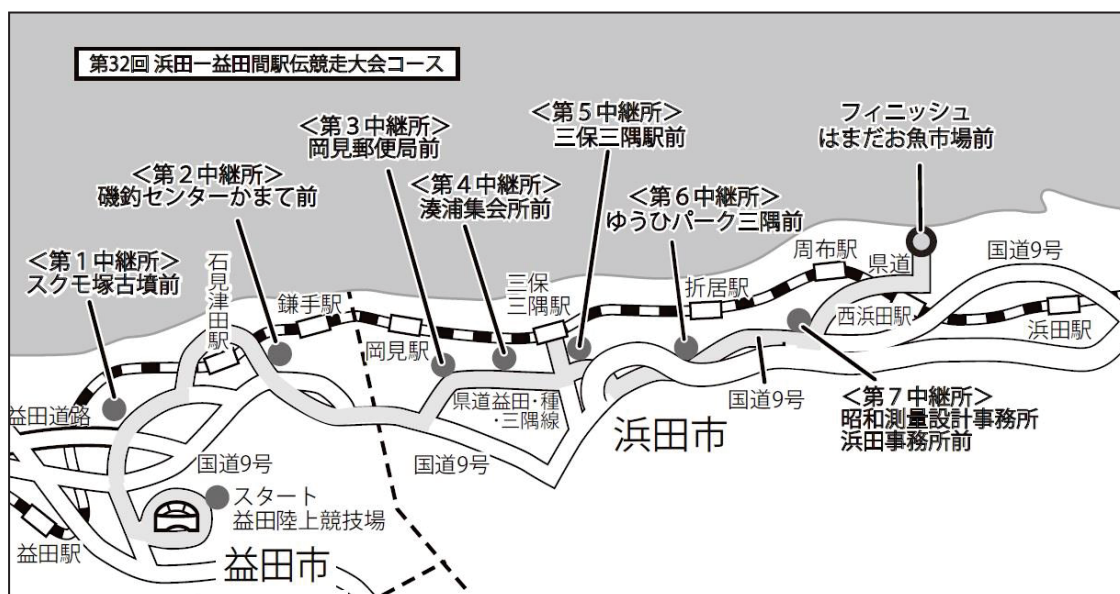 第32回 浜田ー益田間駅伝競走大会コース
＜第５中継所＞
三保三隅駅前
フィニッシュ
はまだお魚市場前
＜第３中継所＞
岡見郵便局前
＜第２中継所＞
磯釣センターかまて前
＜第４中継所＞
湊浦集会所前
＜第６中継所＞
ゆうひパーク三隅前
＜第１中継所＞
スクモ塚古墳前
石見津田駅
鎌手駅
岡見駅
三保
三隅駅
折居駅
周布駅
県道
国道9号
西浜田駅
浜田駅
益田道路
県道益田・種
・三隅線
国道9号
国道9号
国道9号
浜田市
＜第７中継所＞
昭和測量設計事務所
浜田事務所前
スタート
益田陸上競技場
益田駅
益田市